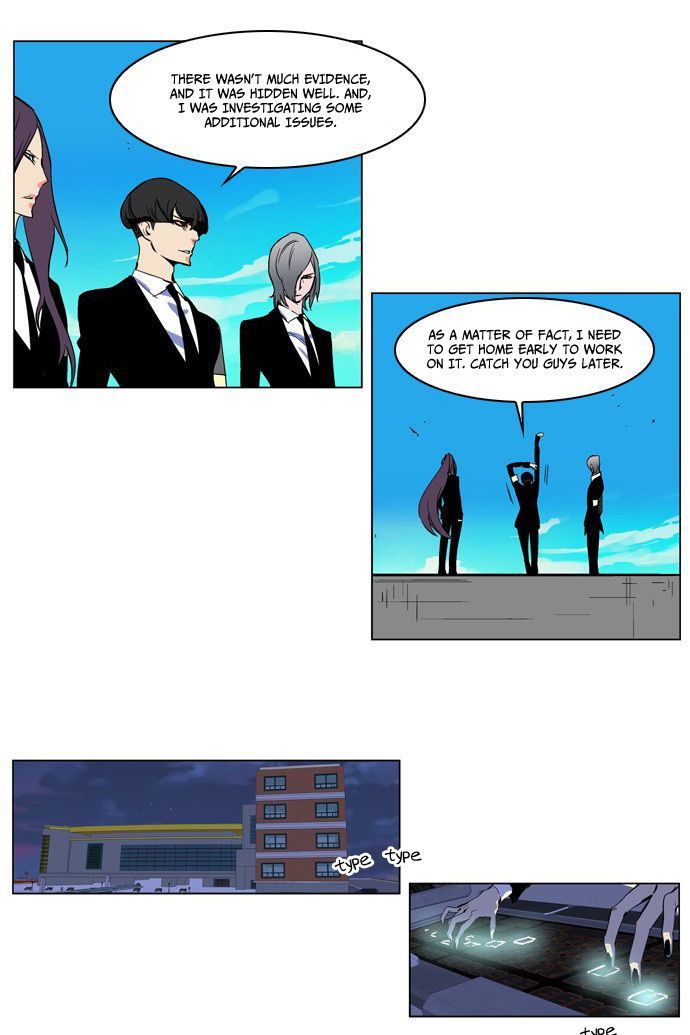 THERE WASN'T MUCH EVIDENCE,
AND IT WAS HIDDEN WELL. AND,
I WAS INVESTIGATING SOME
ADDITIONAL ISSUES.
AS A MATTER OF FACT, I NEED
TO GET HOME EARLY TO WORK
ON IT. CATCH YOU GUYS LATER.
type type
type